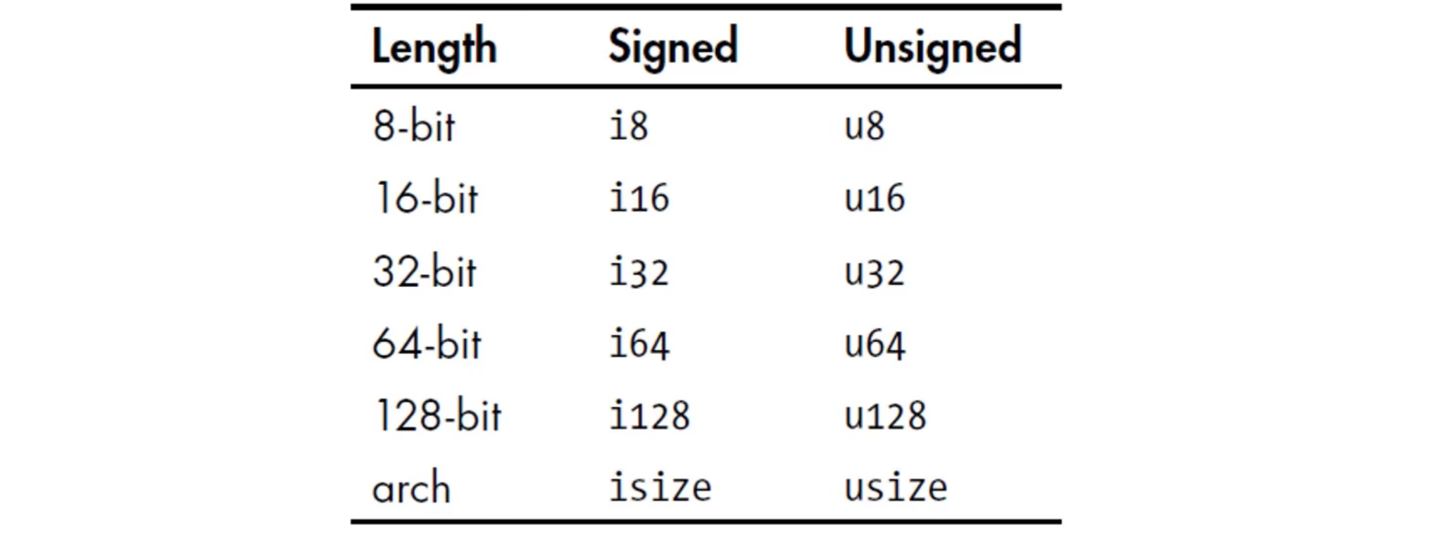 Length Signed Unsigned
8-bit i8 u8
16-bit i16 u16
32-bit i32 u32
64-bit i64 u64
128-bit i128 u128
arch isize usize